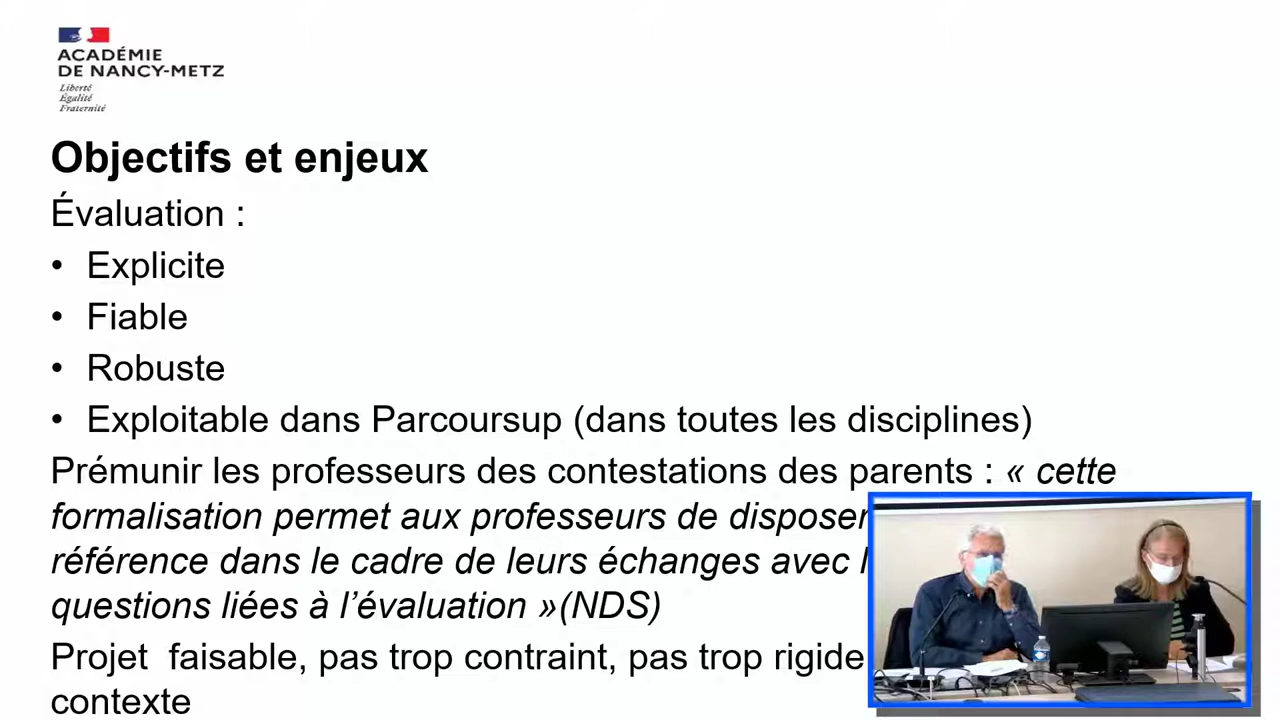 ACADÉMIE
DE NANCY-METZ
Liberté
Égalité
Fraternité
Objectifs et enjeux
Évaluation :
• Explicite
• Fiable
• Robuste
• Exploitable dans Parcoursup (dans toutes les disciplines)
Prémunir les professeurs des contestations des parents : « cette
formalisation permet aux professeurs de disposer
référence dans le cadre de leurs échanges avec
questions liées à l’évaluation »(NDS)
Projet faisable, pas trop contraint, pas trop rigide
contexte